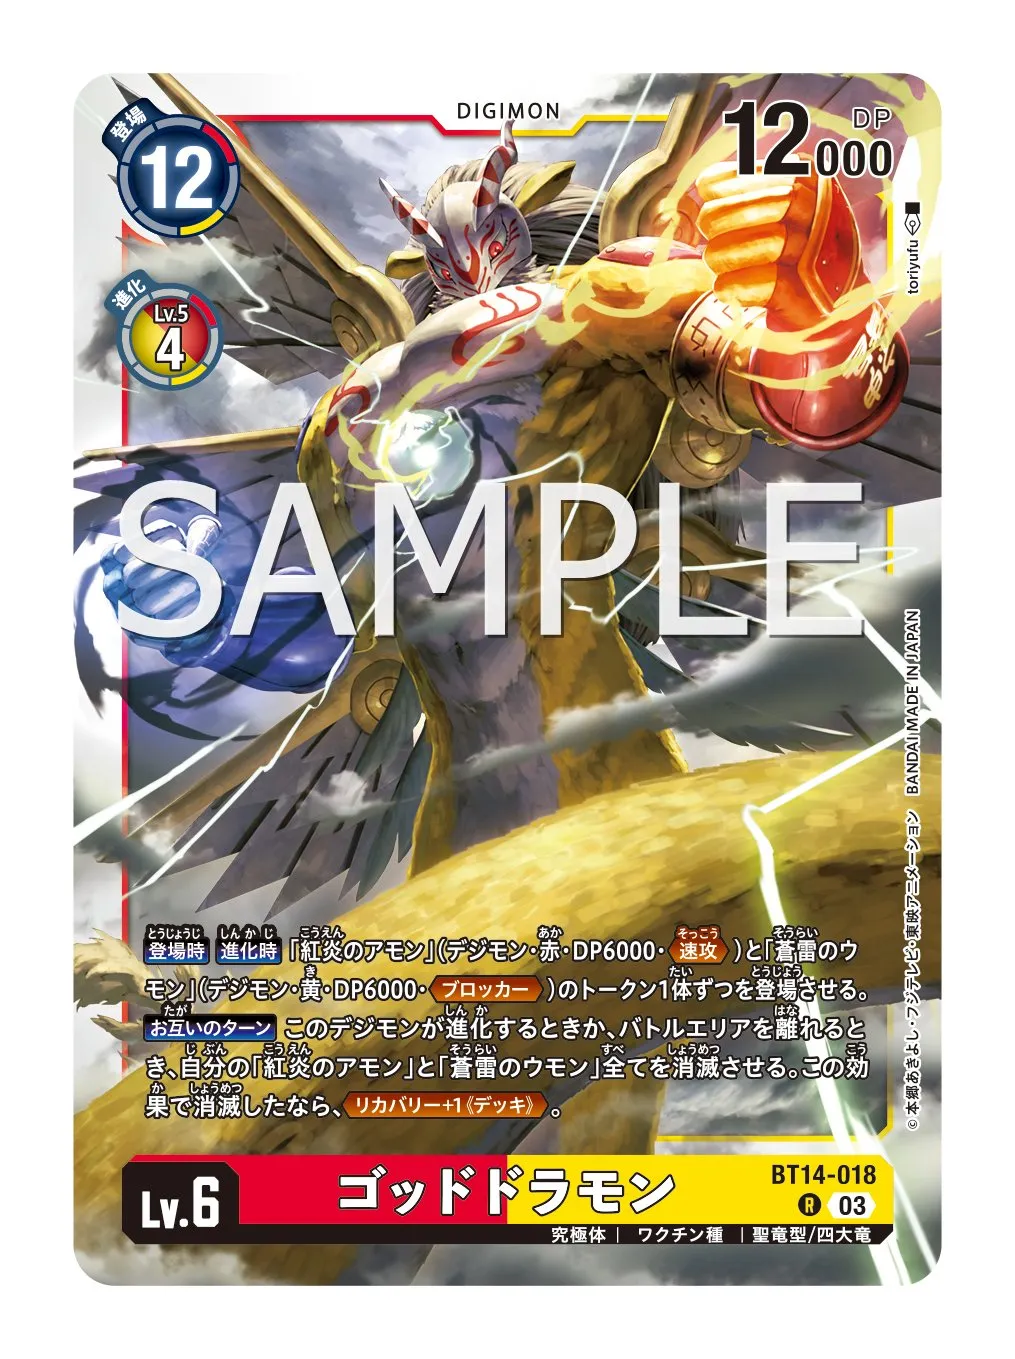 DIGIMON
登場
12
12000
DP
進化
Lv.5
4
toriyufu
SAMPLE
BANDAI MADE IN JAPAN
©本郷あきよし・フジテレビ・東映アニメーション
登場時 進化時 「紅炎のアモン」(デジモン・赤・DP6000・速攻)と「蒼雷のウ
モン」(デジモン・黄・DP6000・ブロッカー)のトークン1体ずつを登場させる。
お互いのターン このデジモンが進化するときか、バトルエリアを離れると
き、自分の「紅炎のアモン」と「蒼雷のウモン」全てを消滅させる。この効
果で消滅したなら、リカバリー+1《デッキ》。
Lv.6
ゴッドドラモン
BT14-018
R 03
究極体 | ワクチン種 | 聖竜型/四大竜